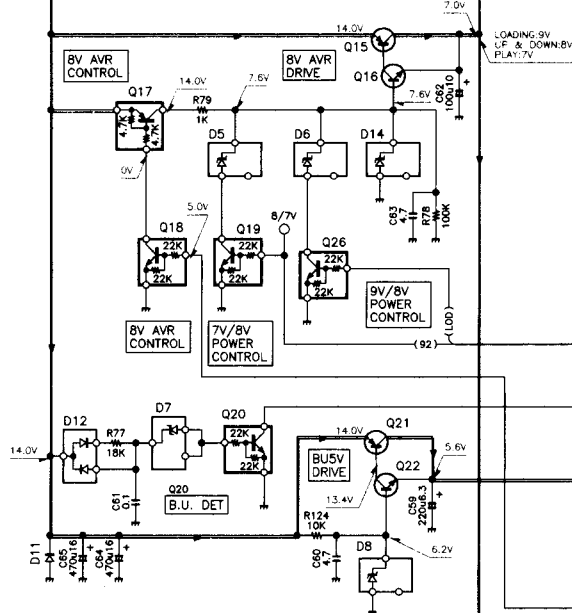 7.0V
14.0V
LOADING:9V
UP & DOWN:8V
PLAY:7V
Q15
8V AVR
CONTROL
8V AVR
DRIVE
Q16
Q17
14.0V
R79
1K
7.6V
7.6V
C62
100u10
+
4.7K
4.7K
D5
D6
D14
0V
5.0V
C63
4.7
R78
100K
8/7V
Q18
Q19
Q26
22K
22K
22K
22K
22K
22K
8V AVR
CONTROL
7V/8V
POWER
CONTROL
9V/8V
POWER
CONTROL
(LOD)
(92)
D12
D7
Q20
R77
18K
22K
22K
14.0V
14.0V
Q21
BU5V
DRIVE
5.6V
Q22
13.4V
C61
0.1
Q20
B.U. DET
C59
220u6.3
+
R124
10K
D11
C65
470u16
+
C64
470u16
+
C60
4.7
D8
6.2V